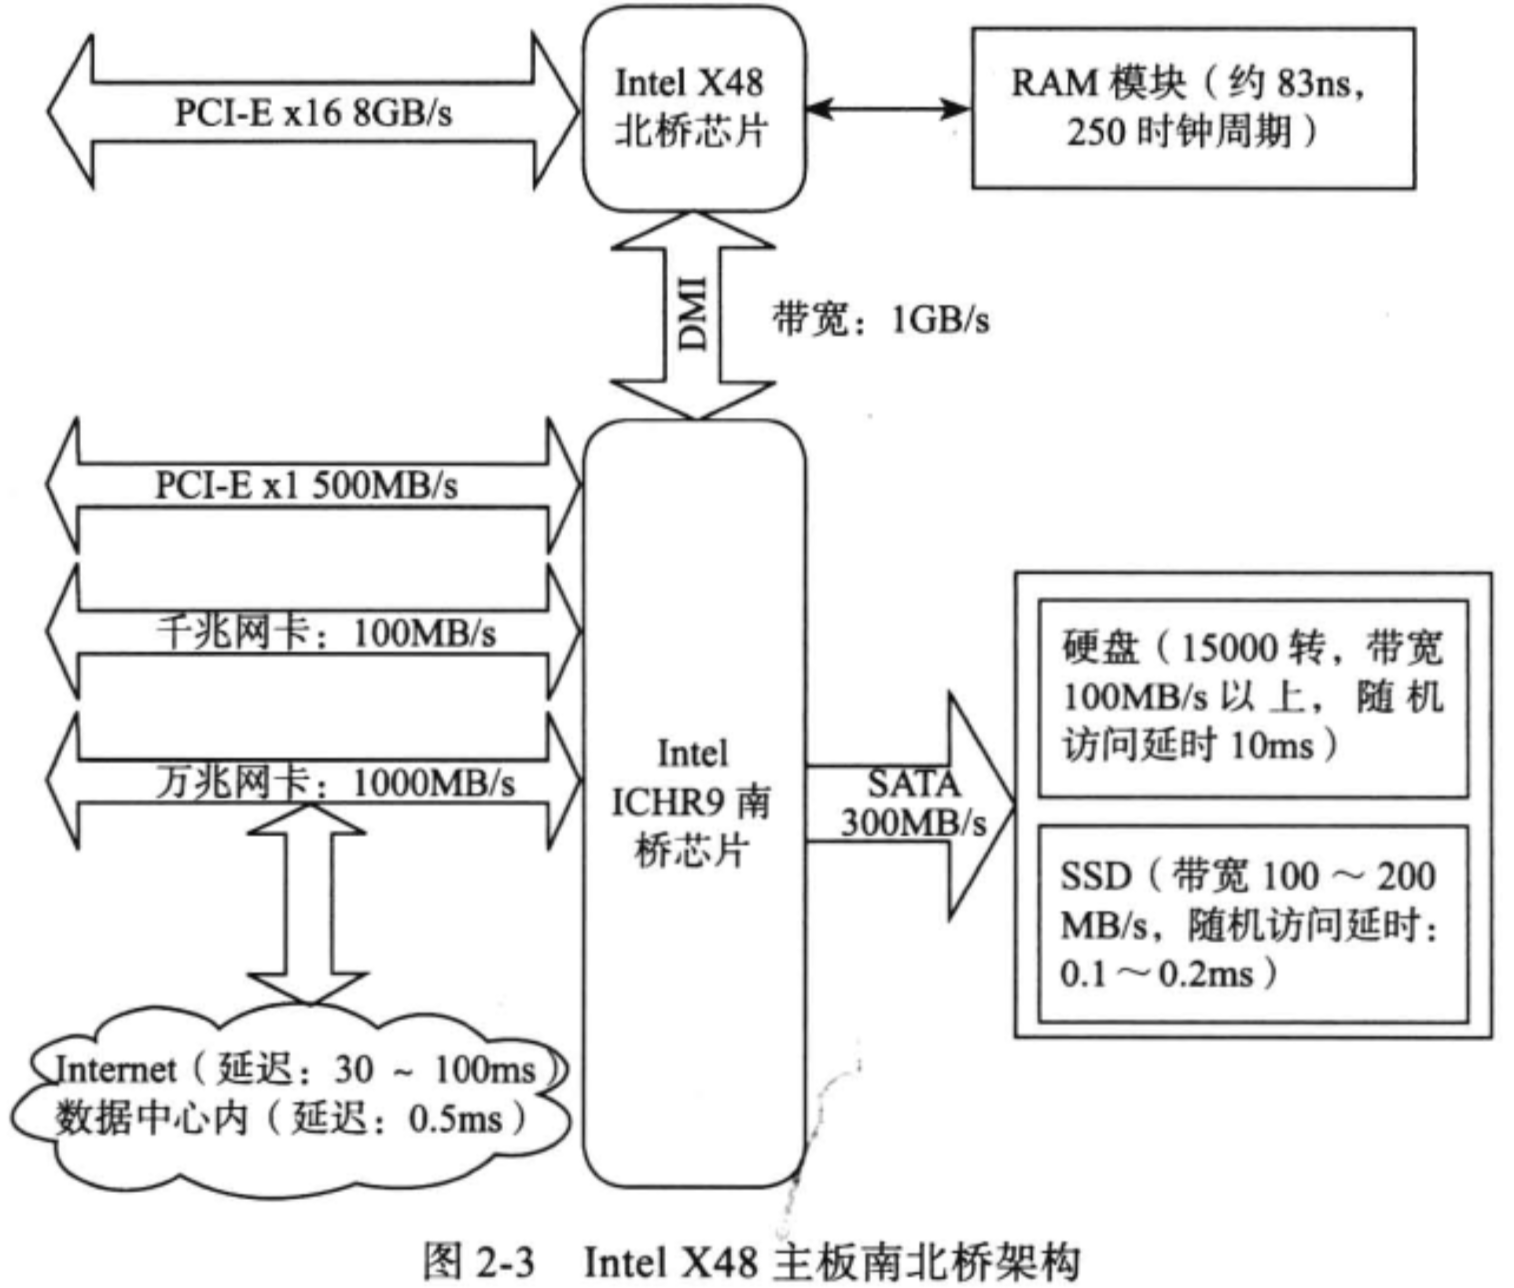 PCI-E x16 8GB/s
Intel X48
北桥芯片
RAM 模块（约 83ns，
250 时钟周期）
DMI
带宽：1GB/s
PCI-E x1 500MB/s
千兆网卡：100MB/s
万兆网卡：1000MB/s
Intel
ICHR9 南
桥芯片
SATA
300MB/s
硬盘（15000 转，带宽
100MB/s 以上，随机
访问延时 10ms）
SSD（带宽 100～200
MB/s，随机访问延时：
0.1～0.2ms）
Internet（延迟：30 ~ 100ms）
数据中心内（延迟：0.5ms）
图 2-3 Intel X48 主板南北桥架构